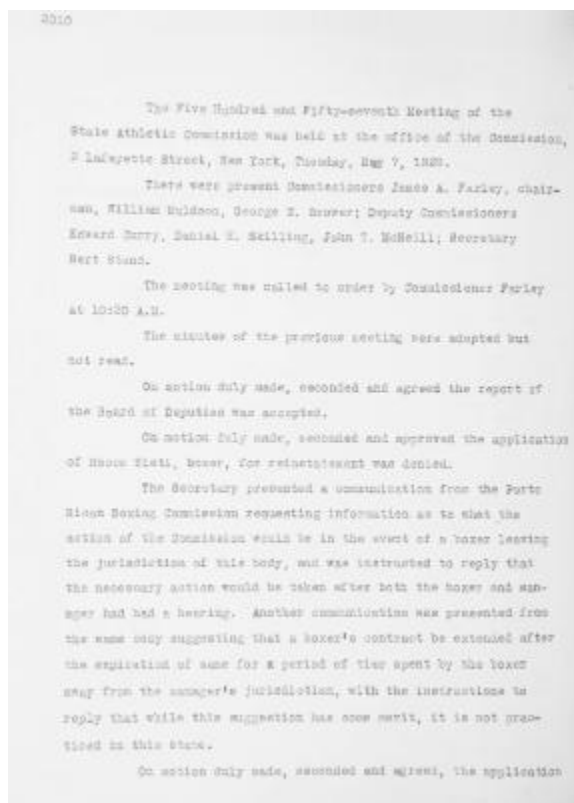 2010
The Five Hundred and Fifty-seventh Meeting of the
State Athletic Commission was held at the office of the Commission,
2 Lafayette Street, New York, Tuesday, May 7,
There were present Commissioners James A. Farley, chair-
man, William Muldoon, George E. Brower; Deputy Commissioners
Edward Daniel M. Skilling, John T. McNeill; Secretary
Bert Stand.
The meeting was called to order by Commissioner Farley
at 10:20 A.M.
The minutes of the previous meeting were adopted but
not read.
On motion duly made, seconded and agreed the report of
the Board of Deputies was accepted.
On motion duly made, seconded and approved the application
of boxer, for reinstatement was denied.
The Secretary presented a communication from the Porto
Rican Boxing Commission requesting information as to what the
action of the Commission would be in the event of a boxer leaving
the jurisdiction of this body, and was instructed to reply that
the necessary action would be taken after both the boxer and man-
ager had had a hearing. Another communication was presented from
the same body suggesting that a boxer's contract be extended after
the expiration of same for a period of time spent by the boxer
away from the manager's jurisdiction, with the instructions to
reply that while this suggestion has some merit, it is not prac-
ticed in this State.
On motion duly made, seconded and agreed, the application